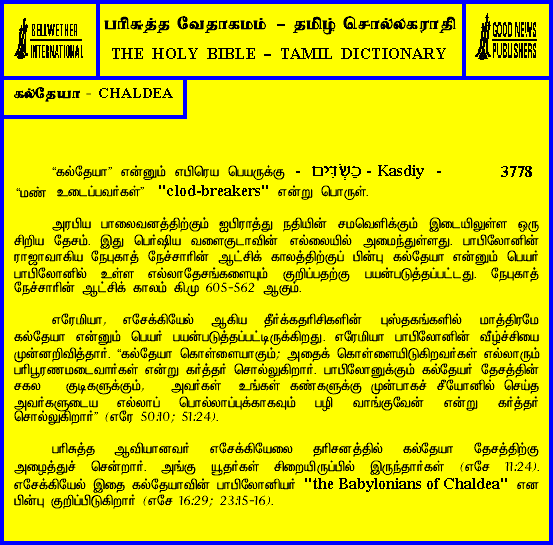 BELLWETHER
INTERNATIONAL
பரிசுத்த வேதாகமம் – தமிழ் சொல்லகராதி
THE HOLY BIBLE – TAMIL DICTIONARY
GOOD NEWS
PUBLISHERS
கல்தேயா - CHALDEA
“கல்தேயா” என்னும் எபிரெய பெயருக்கு - כַּשְׂדִּים - Kasdiy - 3778
“மண் உடைப்பவர்கள்” "clod-breakers" என்று பொருள்.
அரபிய பாலைவனத்திற்கும் ஐபிராத்து நதியின் சமவெளிக்கும் இடையிலுள்ள ஒரு
சிறிய தேசம். இது பெர்ஷிய வளைகுடாவின் எல்லையில் அமைந்துள்ளது. பாபிலோனின்
ராஜாவாகிய நேபுகாத் நேச்சாரின் ஆட்சிக் காலத்திற்குப் பின்பு கல்தேயா என்னும் பெயர்
பாபிலோனில் உள்ள எல்லாதேசங்களையும் குறிப்பதற்கு பயன்படுத்தப்பட்டது. நேபுகாத்
நேச்சாரின் ஆட்சிக் காலம் கி.மு 605-562 ஆகும்.
எரேமியா, எசேக்கியேல் ஆகிய தீர்க்கதரிசிகளின் புஸ்தகங்களில் மாத்திரமே
கல்தேயா என்னும் பெயர் பயன்படுத்தப்பட்டிருக்கிறது. எரேமியா பாபிலோனின் வீழ்ச்சியை
முன்னறிவித்தார். “கல்தேயா கொள்ளையாகும்; அதைக் கொள்ளையிடுகிறவர்கள் எல்லாரும்
பரிபூரணமடைவார்கள் என்று கர்த்தர் சொல்லுகிறார். பாபிலோனுக்கும் கல்தேயர் தேசத்தின்
சகல குடிகளுக்கும், அவர்கள் உங்கள் கண்களுக்கு முன்பாகச் சீயோனில் செய்த
அவர்களுடைய எல்லாப் பொல்லாப்புக்காகவும் பழி வாங்குவேன் என்று கர்த்தர்
சொல்லுகிறார்” (எரே 50:10; 51:24).
பரிசுத்த ஆவியானவர் எசேக்கியேலை தரிசனத்தில் கல்தேயா தேசத்திற்கு
அழைத்துச் சென்றார். அங்கு யூதர்கள் சிறையிருப்பில் இருந்தார்கள் (எசே 11:24).
எசேக்கியேல் இதை கல்தேயாவின் பாபிலோனியர் "the Babylonians of Chaldea" என
பின்பு குறிப்பிடுகிறார் (எசே 16:29; 23:15-16).